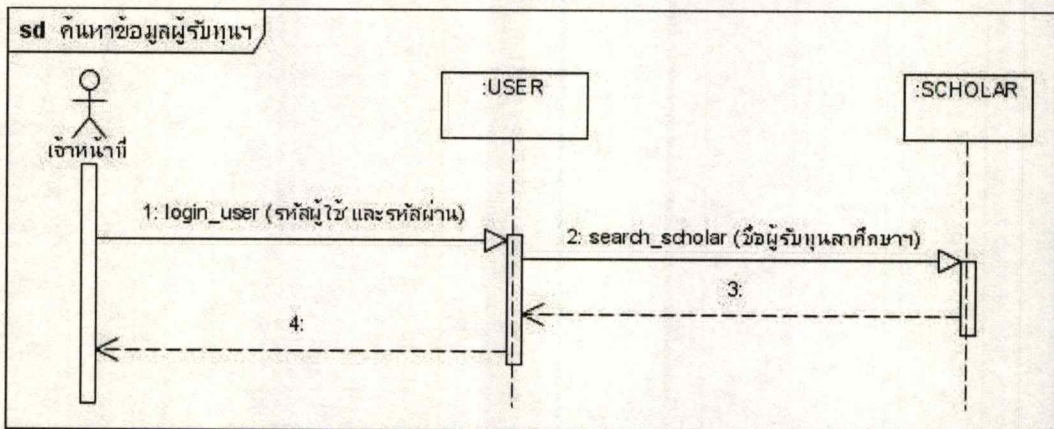 sd ค้นหาข้อมูลผู้รับทุนฯ
:USER
:SCHOLAR
เจ้าหน้าที่
1: login_user (รหัสผู้ใช้ และรหัสผ่าน)
2: search_scholar (ชื่อผู้รับทุนลาศึกษาฯ)
3:
4: